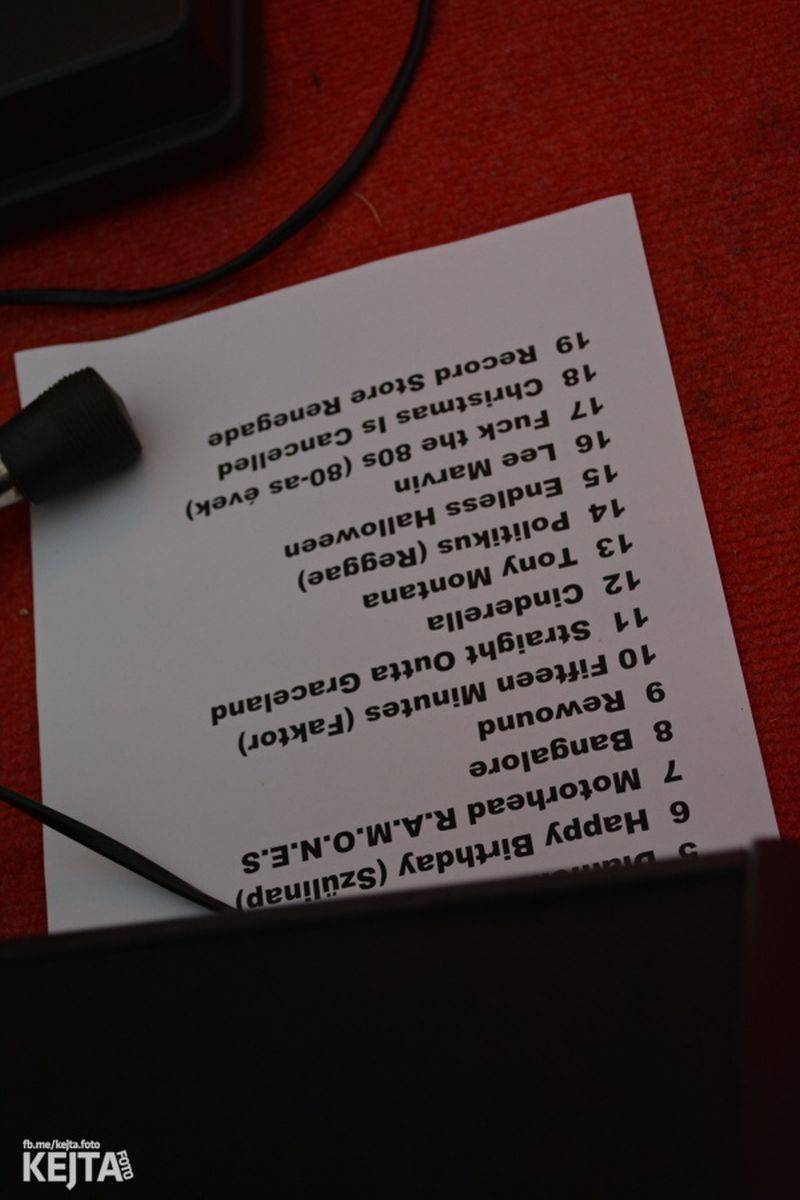 5 
6 Happy Birthday (Szülinap)
7 Motorhead R.A.M.O.N.E.S
8 Bangalore
9 Rewound
10 Fifteen Minutes (Faktor)
11 Straight Outta Graceland
12 Cinderella
13 Tony Montana
14 Politikus (Reggae)
15 Endless Halloween
16 Lee Marvin
17 Fuck the 80s (80-as évek)
18 Christmas Is Cancelled
19 Record Store Renegade
fb.me/kejta.foto
KEJTA FOTO